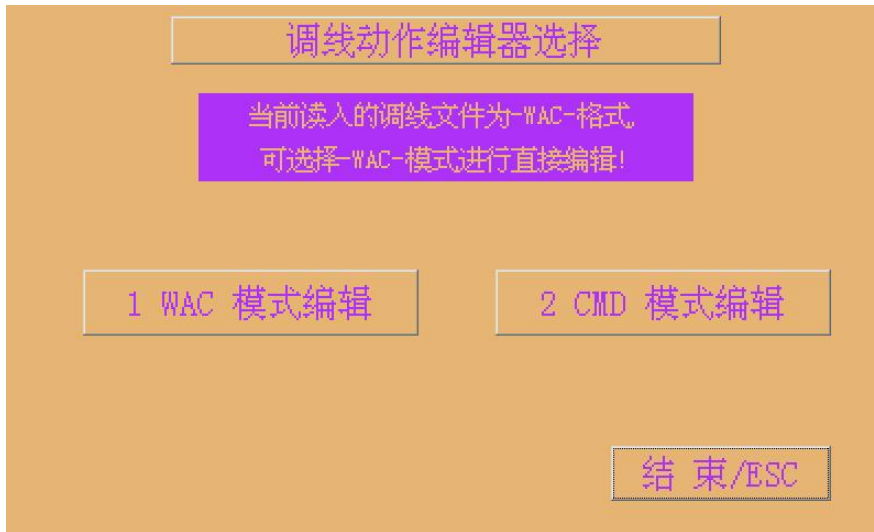 调线动作编辑器选择
当前读入的调线文件为-WAC-格式,
可选择-WAC-模式进行直接编辑!
1 WAC 模式编辑
2 CMD 模式编辑
结 束/ESC